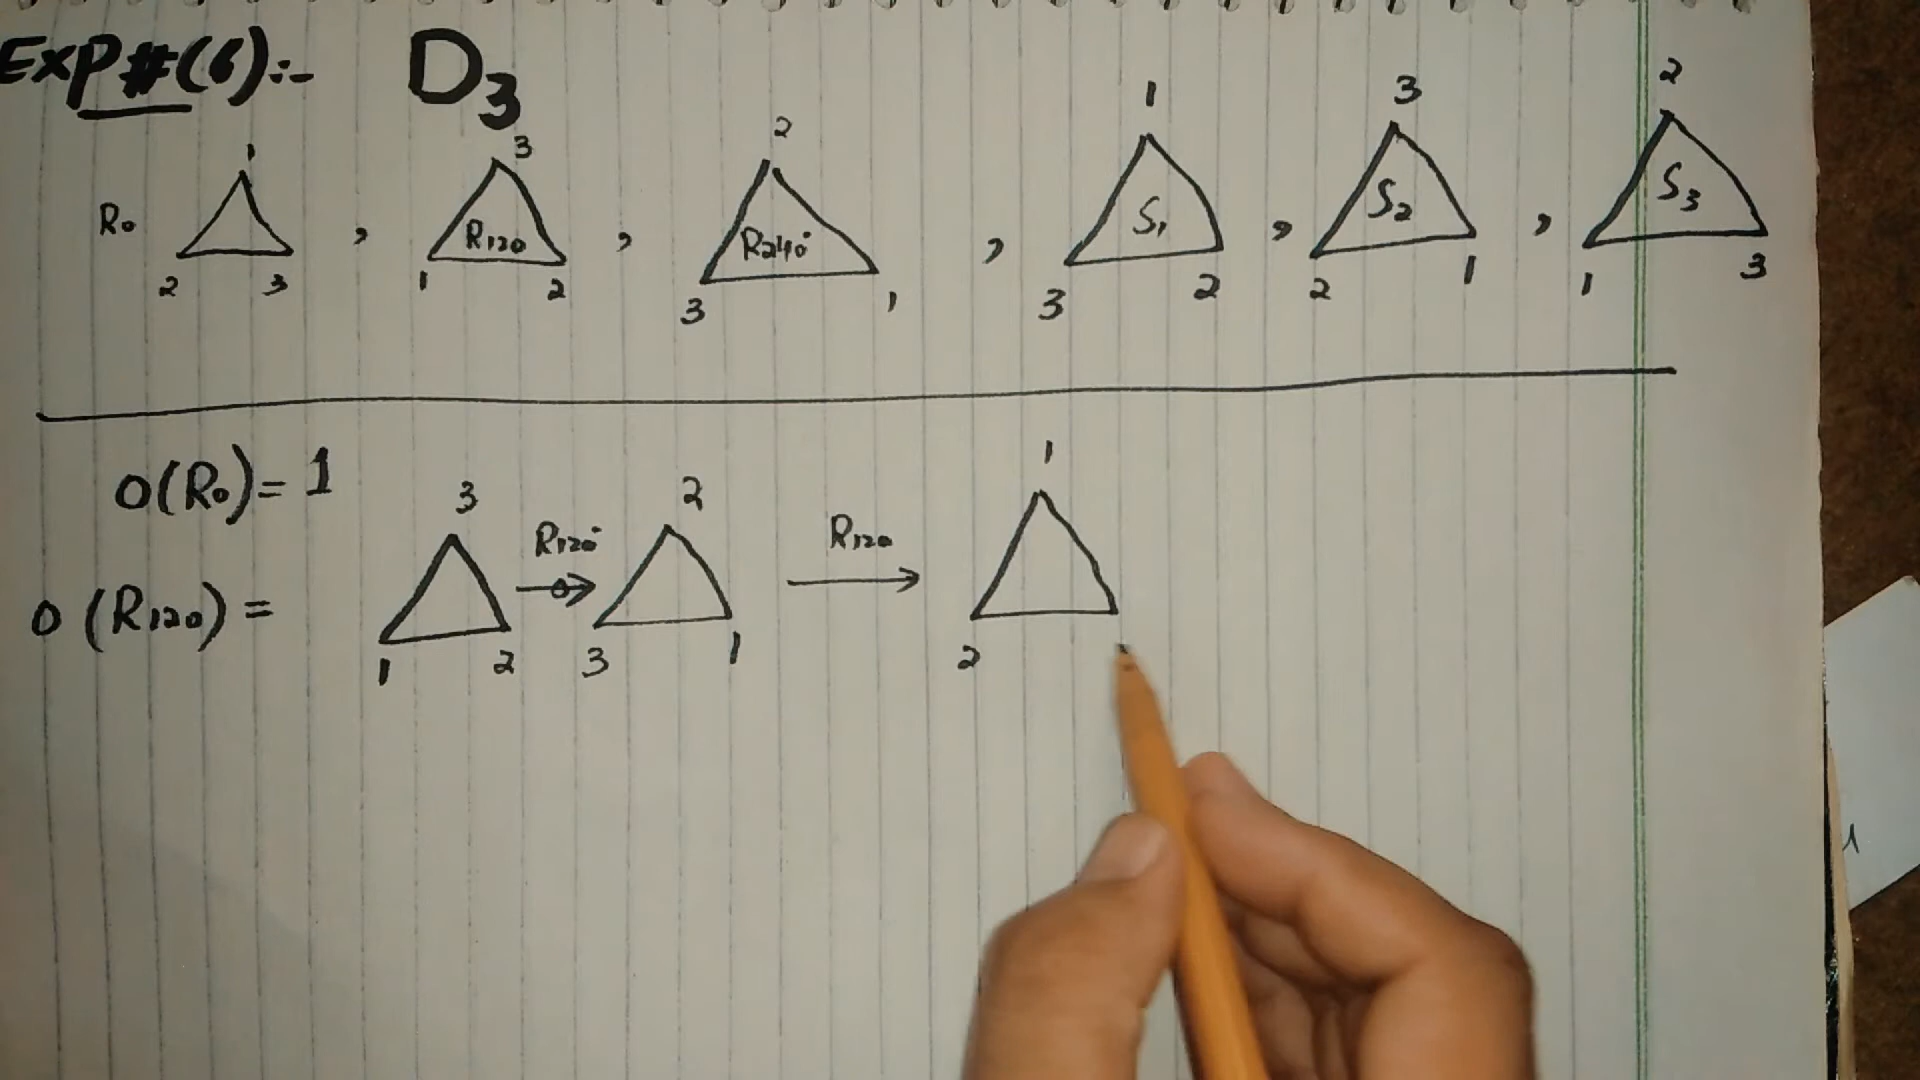 Exp#(6):- D3
1 3 2 1 3 2
R0 , R120 , R240° , S1 , S2 , S3
2 3 1 2 3 1 3 2 2 1 1 3
O(R0)= 1
3 2 1
R120° R120
O(R120) =
1 2 3 1 2